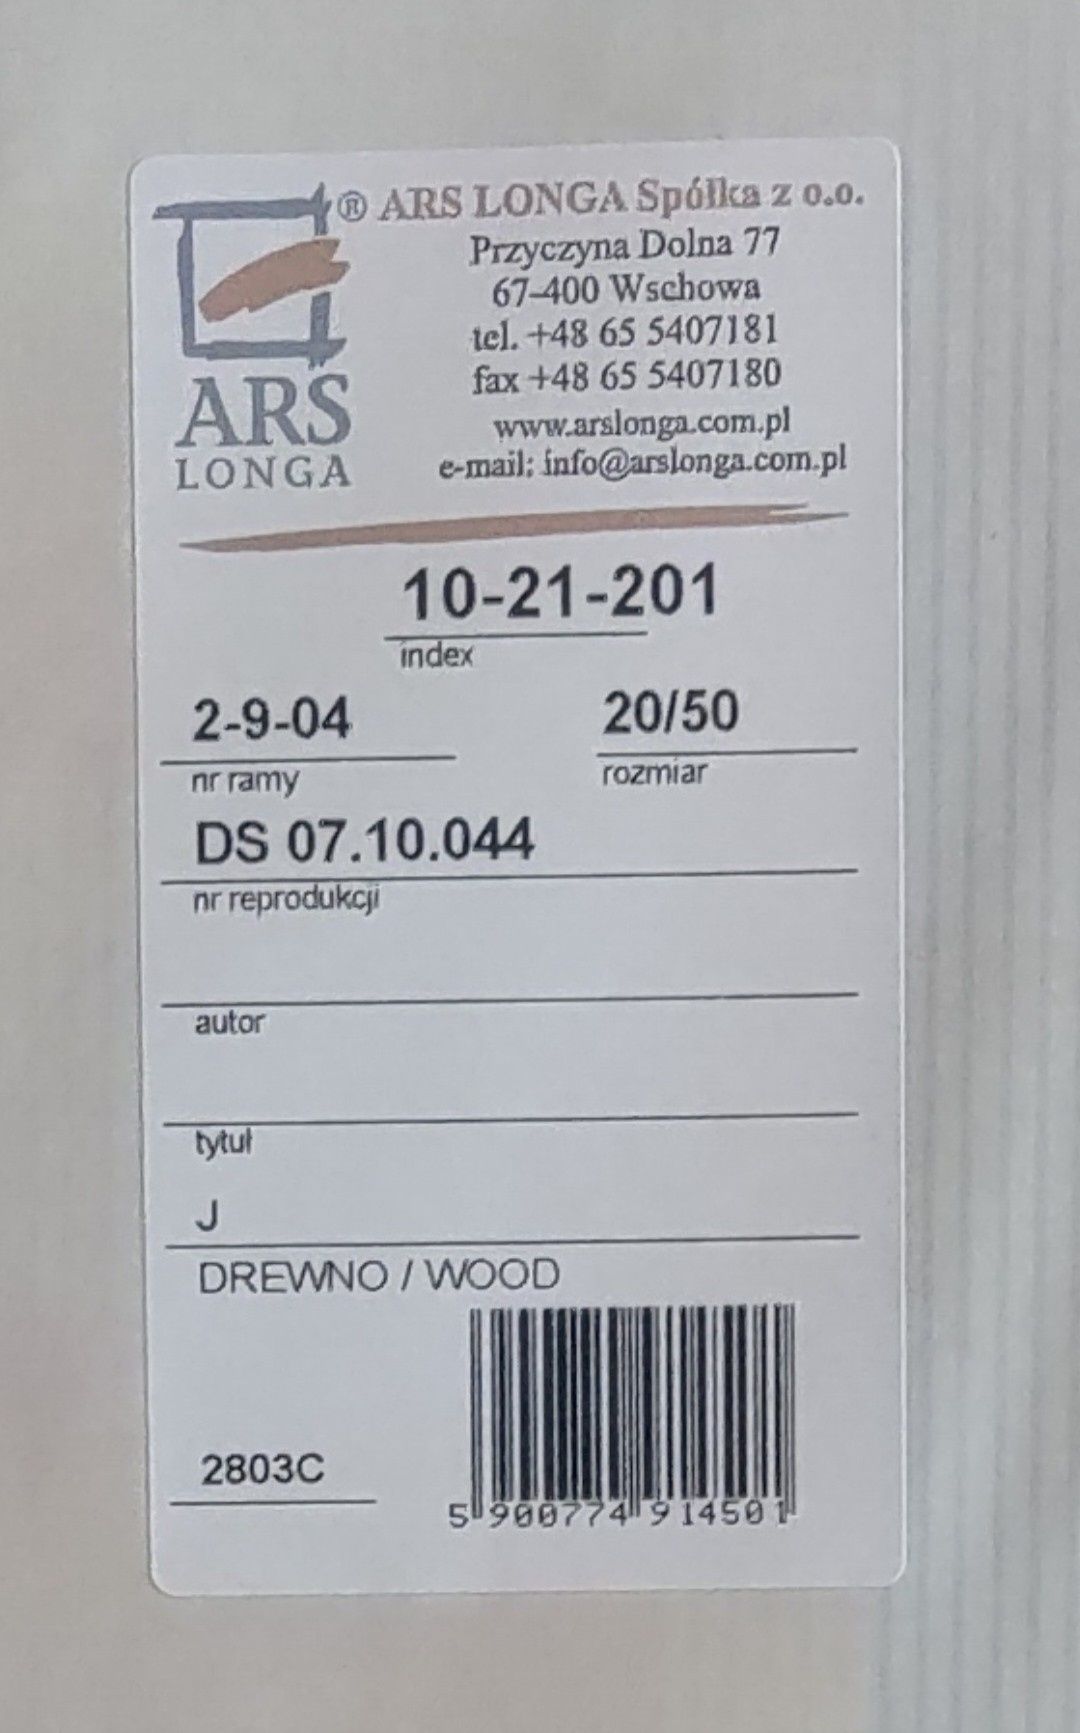 ® ARS LONGA Spółka z o.o.
Przyczyna Dolna 77
67-400 Wschowa
tel. +48 65 5407181
fax +48 65 5407180
www.arslonga.com.pl
e-mail: info@arslonga.com.pl
ARS
LONGA
10-21-201
index
2-9-04 20/50
nr ramy rozmiar
DS 07.10.044
nr reprodukcji
autor
tytuł
J
DREWNO / WOOD
2803C
5 900774 914501